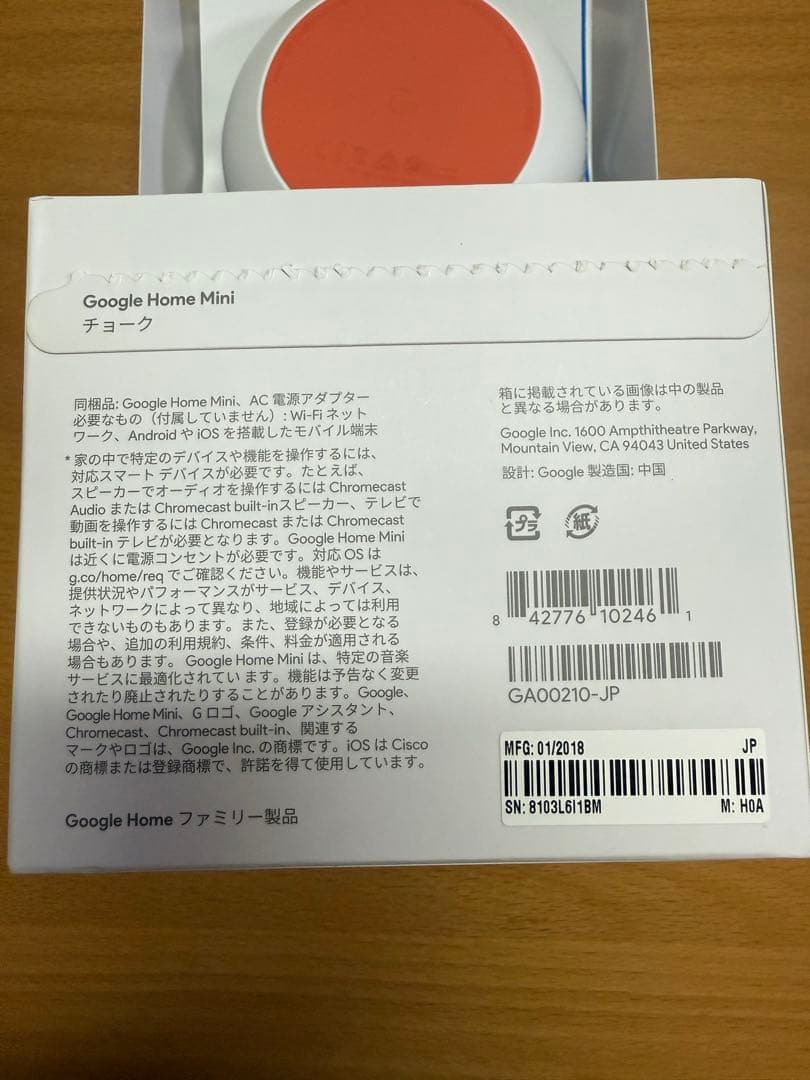 Google Home Mini
チョーク
同梱品: Google Home Mini、AC 電源アダプター
必要なもの（付属していません）: Wi-Fi ネット
ワーク、Android や iOS を搭載したモバイル端末
* 家の中で特定のデバイスや機能を操作するには、
対応スマート デバイスが必要です。たとえば、
スピーカーでオーディオを操作するには Chromecast
Audio または Chromecast built-inスピーカー、テレビで
動画を操作するには Chromecast または Chromecast
built-in テレビが必要となります。Google Home Mini
は近くに電源コンセントが必要です。対応 OS は
g.co/home/req でご確認ください。機能やサービスは、
提供状況やパフォーマンスがサービス、デバイス、
ネットワークによって異なり、地域によっては利用
できないものもあります。また、登録が必要となる
場合や、追加の利用規約、条件、料金が適用される
場合もあります。 Google Home Mini は、特定の音楽
サービスに最適化されてい ます。機能は予告なく変更
されたり廃止されたりすることがあります。Google、
Google Home Mini、G ロゴ、Google アシスタント、
Chromecast、Chromecast built-in、関連する
マークやロゴは、Google Inc. の商標です。iOS は Cisco
の商標または登録商標で、許諾を得て使用しています。
Google Home ファミリー製品
箱に掲載されている画像は中の製品
と異なる場合があります。
Google Inc. 1600 Amphitheatre Parkway,
Mountain View, CA 94043 United States
設計: Google 製造国: 中国
プラ 紙
8 42776 10246 1
GA00210-JP
MFG: 01/2018 JP
SN: 8103L6I1BM M: H0A